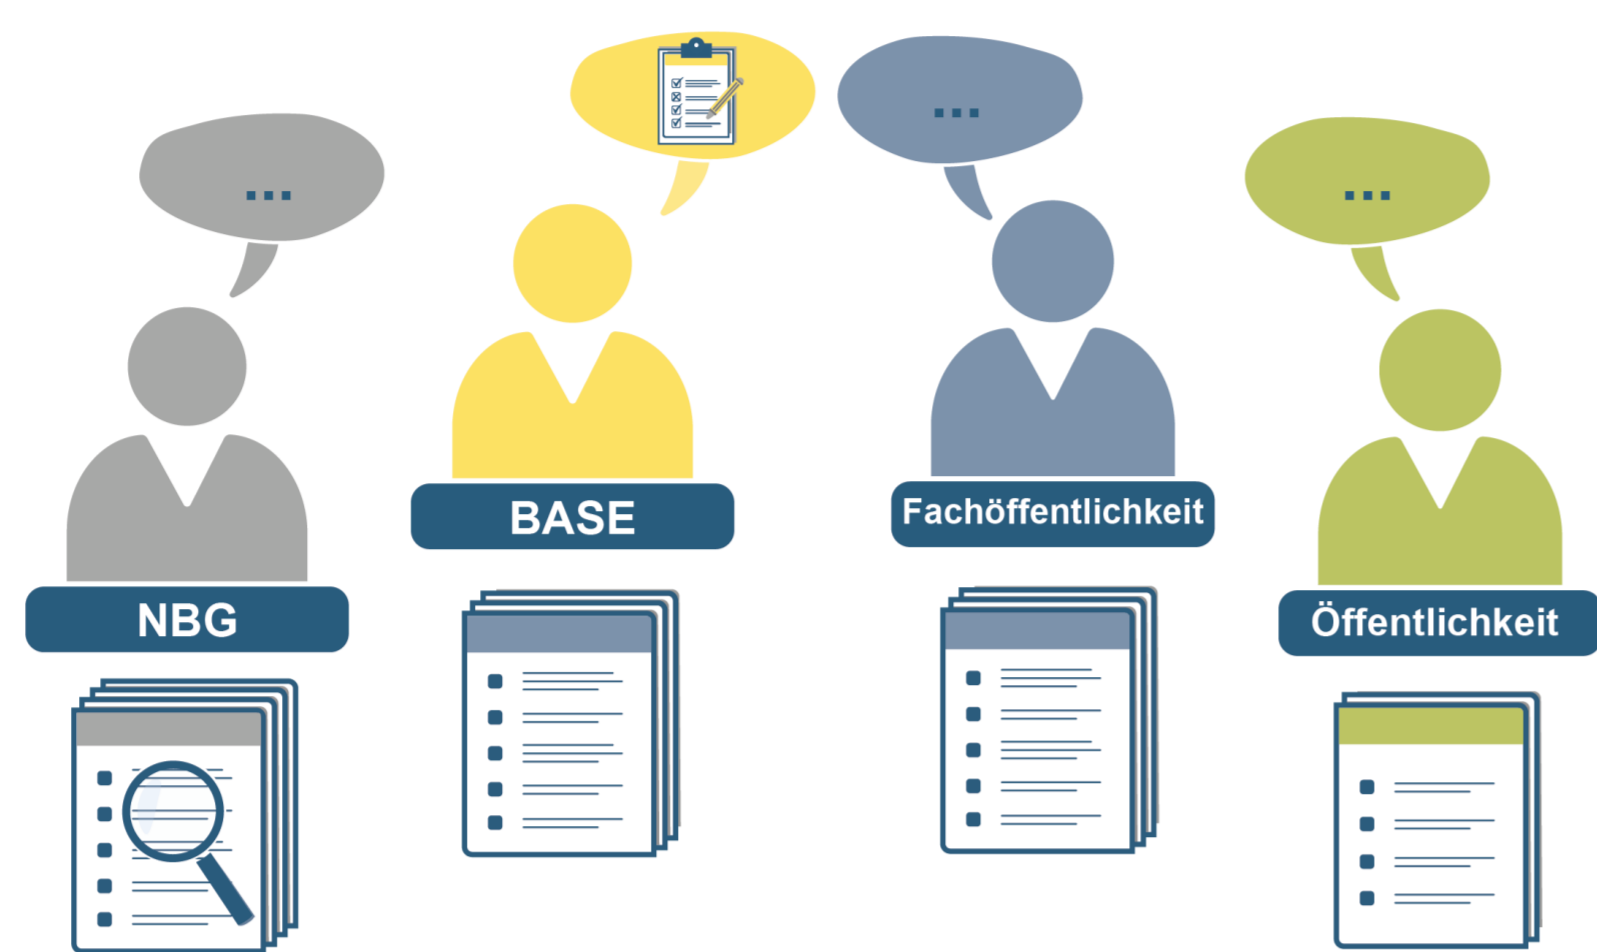 ...
...
...
...
BASE
Fachöffentlichkeit
NBG
Öffentlichkeit